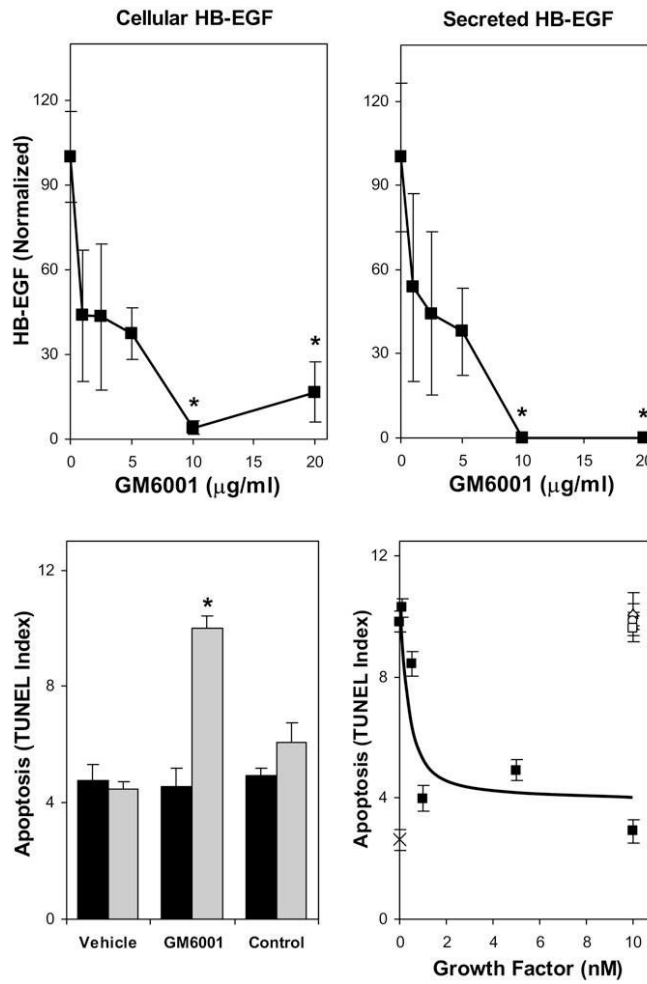 Cellular HB-EGF
Secreted HB-EGF
HB-EGF (Normalized)
120
90
60
30
0
*
*
0 5 10 15 20
GM6001 (µg/ml)
120
90
60
30
0
*
*
0 5 10 15 20
GM6001 (µg/ml)
Apoptosis (TUNEL Index)
12
8
4
0
*
Vehicle GM6001 Control
Apoptosis (TUNEL Index)
12
8
4
0
0 2 4 6 8 10
Growth Factor (nM)